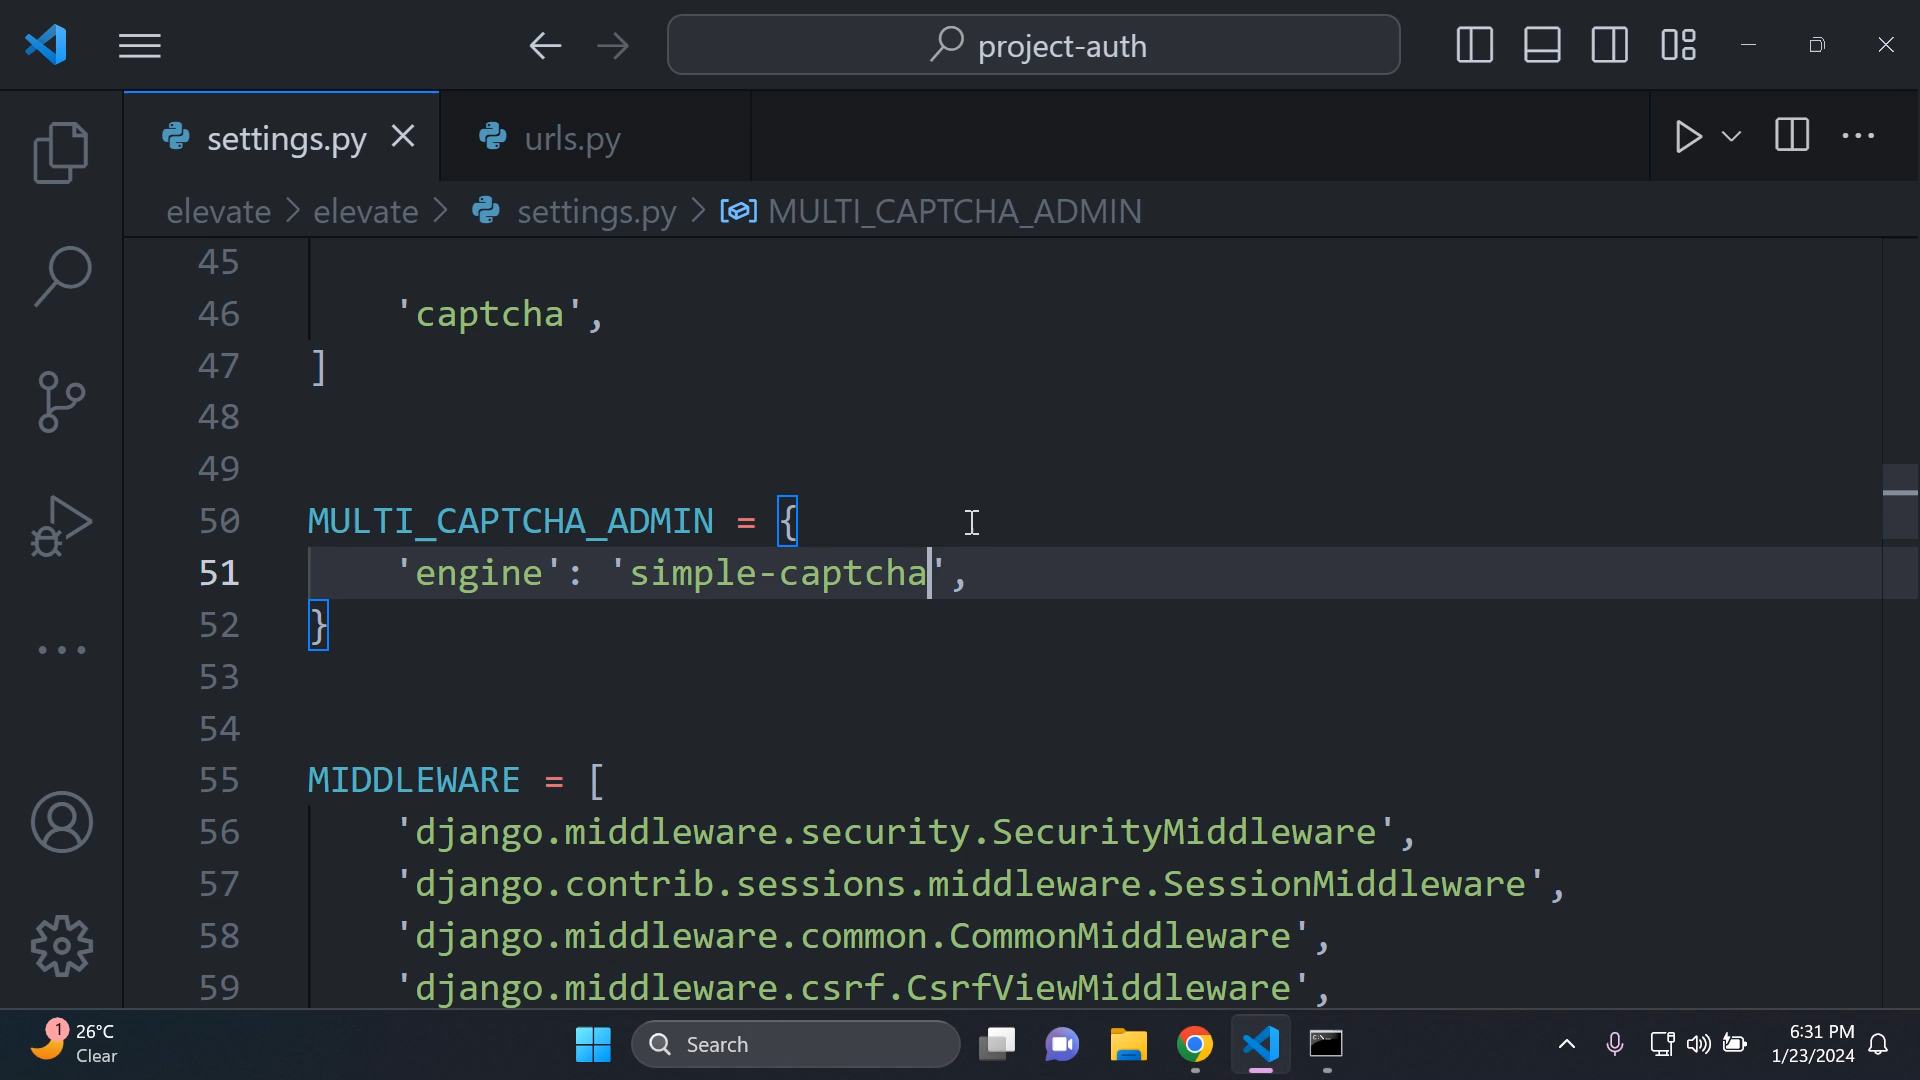 project-auth
settings.py
urls.py
elevate > elevate > settings.py > MULTI_CAPTCHA_ADMIN
45
46 'captcha',
47 ]
48
49
50 MULTI_CAPTCHA_ADMIN = {
51 'engine': 'simple-captcha',
52 }
53
54
55 MIDDLEWARE = [
56 'django.middleware.security.SecurityMiddleware',
57 'django.contrib.sessions.middleware.SessionMiddleware',
58 'django.middleware.common.CommonMiddleware',
59 'django.middleware.csrf.CsrfViewMiddleware',
1
26°C
Clear
Search
6:31 PM
1/23/2024